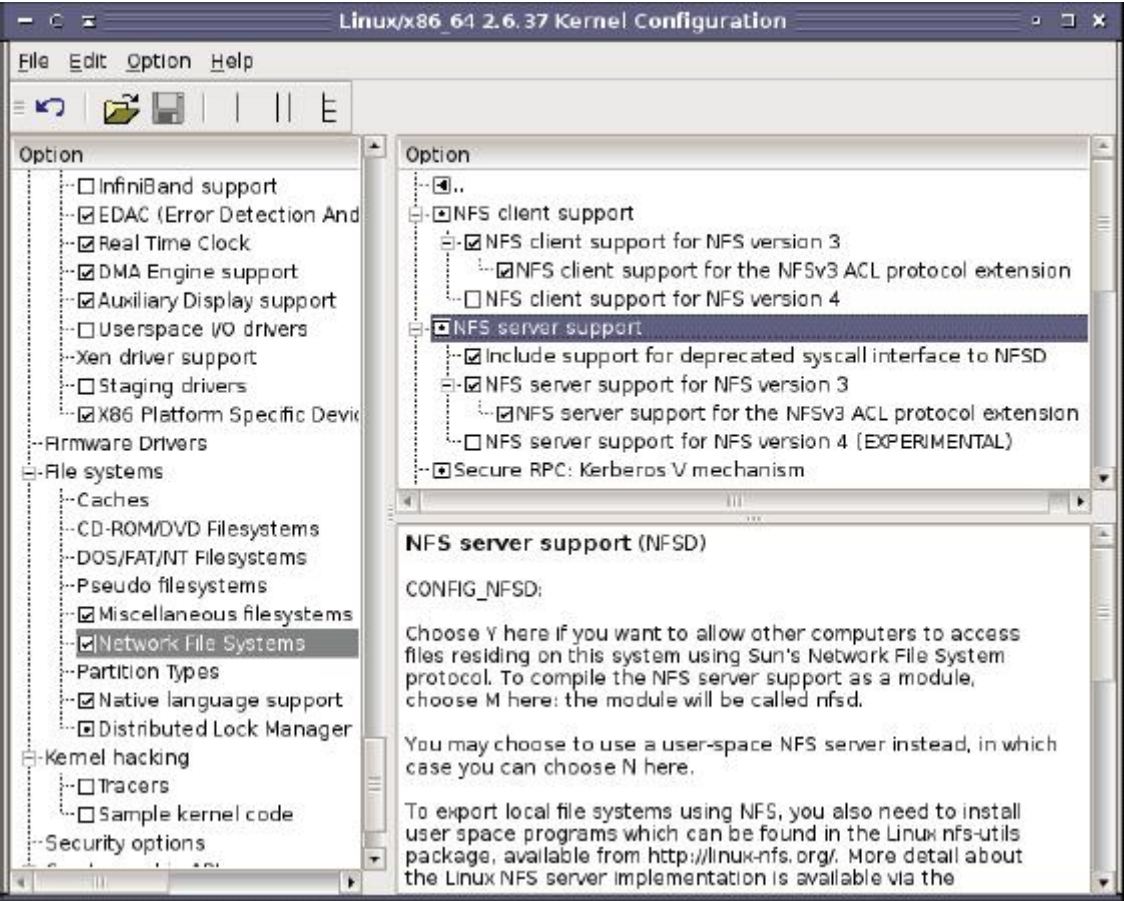 Linux/x86_64 2.6.37 Kernel Configuration
File Edit Option Help
Option
InfiniBand support
EDAC (Error Detection And
Real Time Clock
DMA Engine support
Auxiliary Display support
Userspace I/O drivers
Xen driver support
Staging drivers
X86 Platform Specific Devic
Firmware Drivers
File systems
Caches
CD-ROM/DVD Filesystems
DOS/FAT/NT Filesystems
Pseudo filesystems
Miscellaneous filesystems
Network File Systems
Partition Types
Native language support
Distributed Lock Manager
Kernel hacking
Tracers
Sample kernel code
Security options
Option
..
NFS client support
NFS client support for NFS version 3
NFS client support for the NFSv3 ACL protocol extension
NFS client support for NFS version 4
NFS server support
Include support for deprecated syscall interface to NFSD
NFS server support for NFS version 3
NFS server support for the NFSv3 ACL protocol extension
NFS server support for NFS version 4 (EXPERIMENTAL)
Secure RPC: Kerberos V mechanism
NFS server support (NFSD)
CONFIG_NFSD:
Choose Y here if you want to allow other computers to access
files residing on this system using Sun's Network File System
protocol. To compile the NFS server support as a module,
choose M here: the module will be called nfsd.
You may choose to use a user-space NFS server instead, in which
case you can choose N here.
To export local file systems using NFS, you also need to install
user space programs which can be found in the Linux nfs-utils
package, available from http://linux-nfs.org/. More detail about
the Linux NFS server implementation is available via the